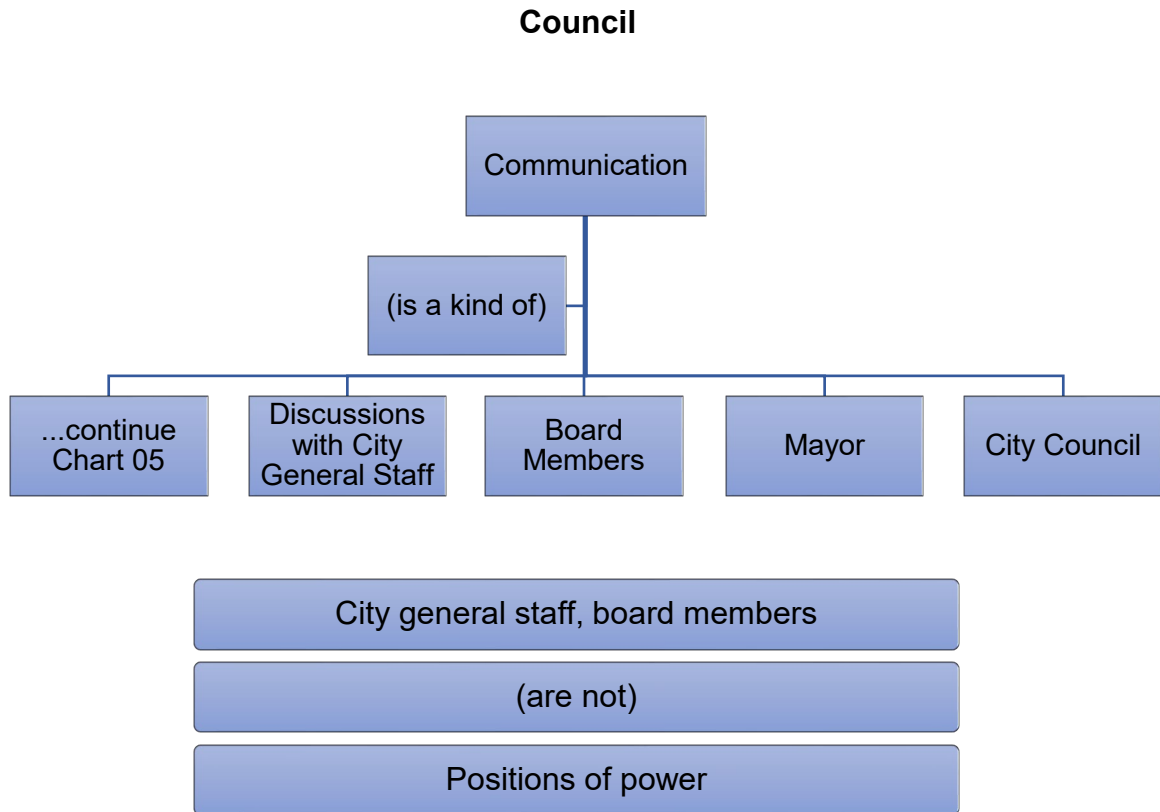 Council
Communication
(is a kind of)
...continue
Chart 05
Discussions
with City
General Staff
Board
Members
Mayor
City Council
City general staff, board members
(are not)
Positions of power